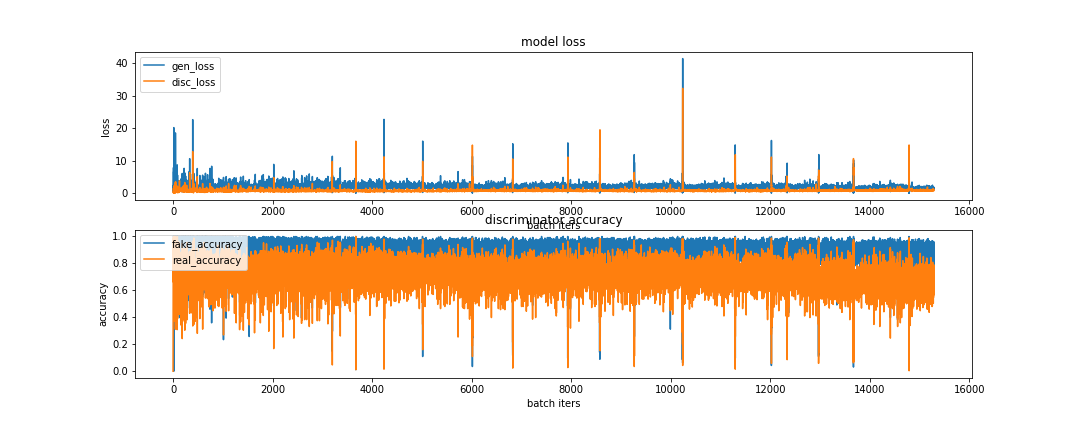 model loss
gen_loss
disc_loss
loss
40
30
20
10
0
0 2000 4000 6000 8000 10000 12000 14000 16000
batch iters
discriminator accuracy
fake_accuracy
real_accuracy
accuracy
1.0
0.8
0.6
0.4
0.2
0.0
0 2000 4000 6000 8000 10000 12000 14000 16000
batch iters